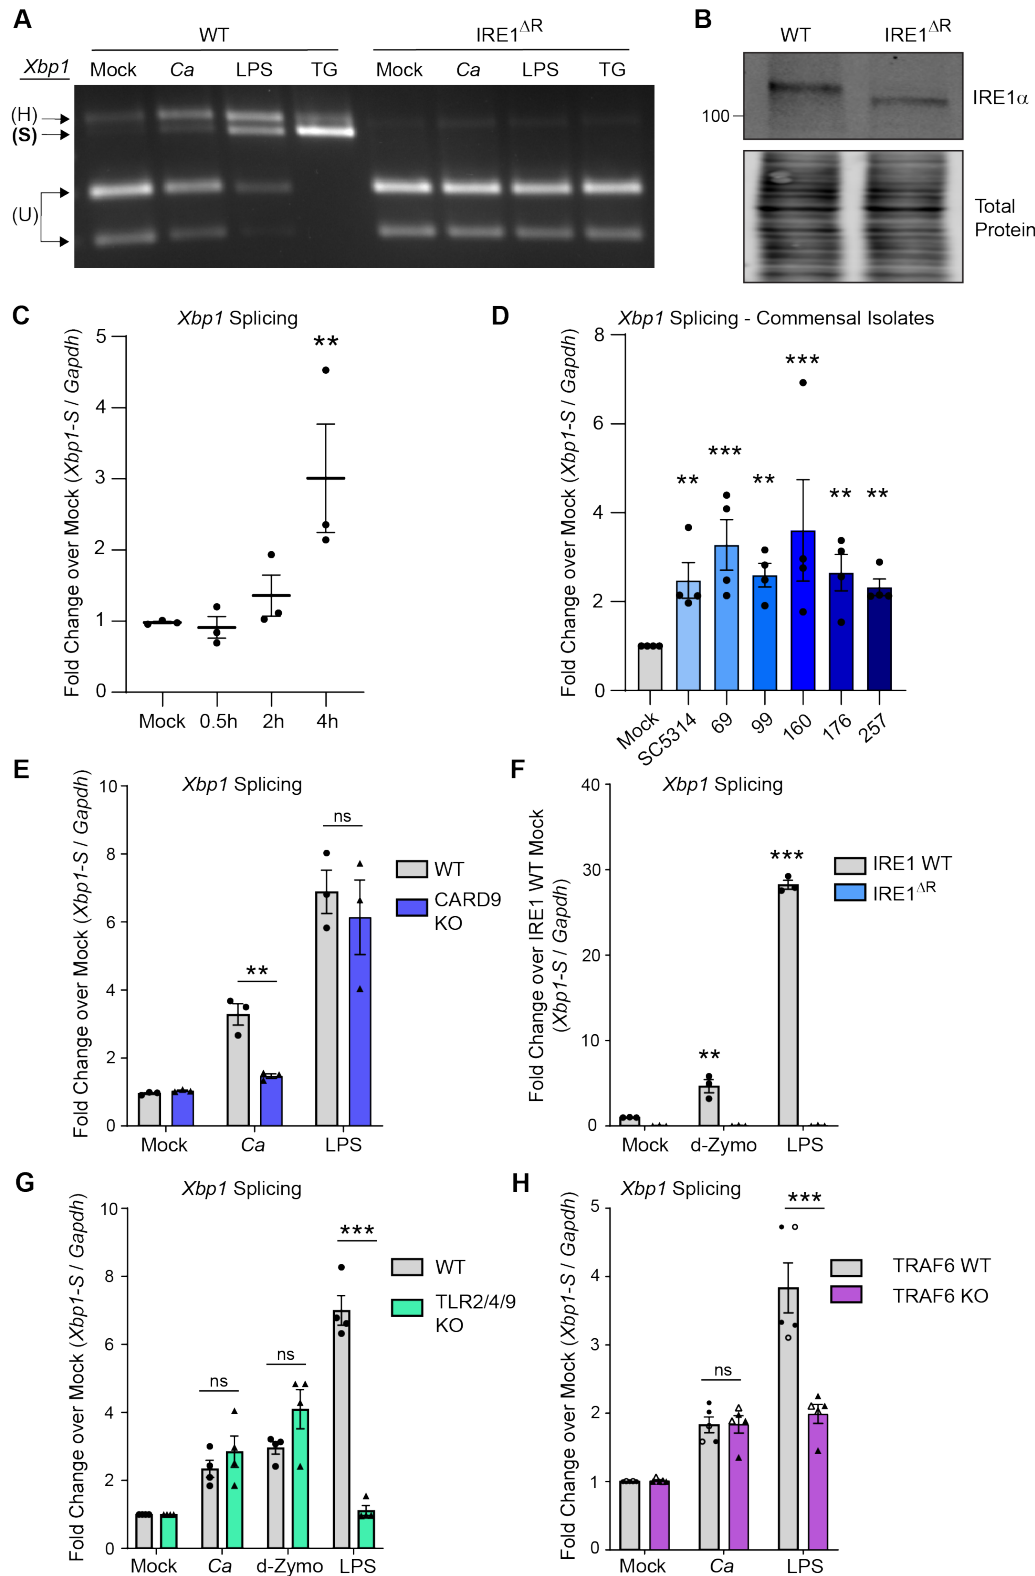 A
WT
IRE1ΔR
Xbp1
Mock
Ca
LPS
TG
Mock
Ca
LPS
TG
(H)
(S)
(U)
B
WT
IRE1ΔR
100
IRE1α
Total
Protein
C
Xbp1 Splicing
Fold Change over Mock (Xbp1-S / Gapdh)
5
4
3
2
1
0
**
Mock
0.5h
2h
4h
D
Xbp1 Splicing - Commensal Isolates
Fold Change over Mock (Xbp1-S / Gapdh)
8
6
4
2
0
**
***
**
***
**
**
Mock
SC5314
69
99
160
176
257
E
Xbp1 Splicing
Fold Change over Mock (Xbp1-S / Gapdh)
10
8
6
4
2
0
**
ns
WT
CARD9
KO
Mock
Ca
LPS
F
Xbp1 Splicing
Fold Change over IRE1 WT Mock
(Xbp1-S / Gapdh)
40
30
20
10
0
**
***
IRE1 WT
IRE1ΔR
Mock
d-Zymo
LPS
G
Xbp1 Splicing
Fold Change over Mock (Xbp1-S / Gapdh)
10
8
6
4
2
0
ns
ns
***
WT
TLR2/4/9
KO
Mock
Ca
d-Zymo
LPS
H
Xbp1 Splicing
Fold Change over Mock (Xbp1-S / Gapdh)
5
4
3
2
1
0
ns
***
TRAF6 WT
TRAF6 KO
Mock
Ca
LPS